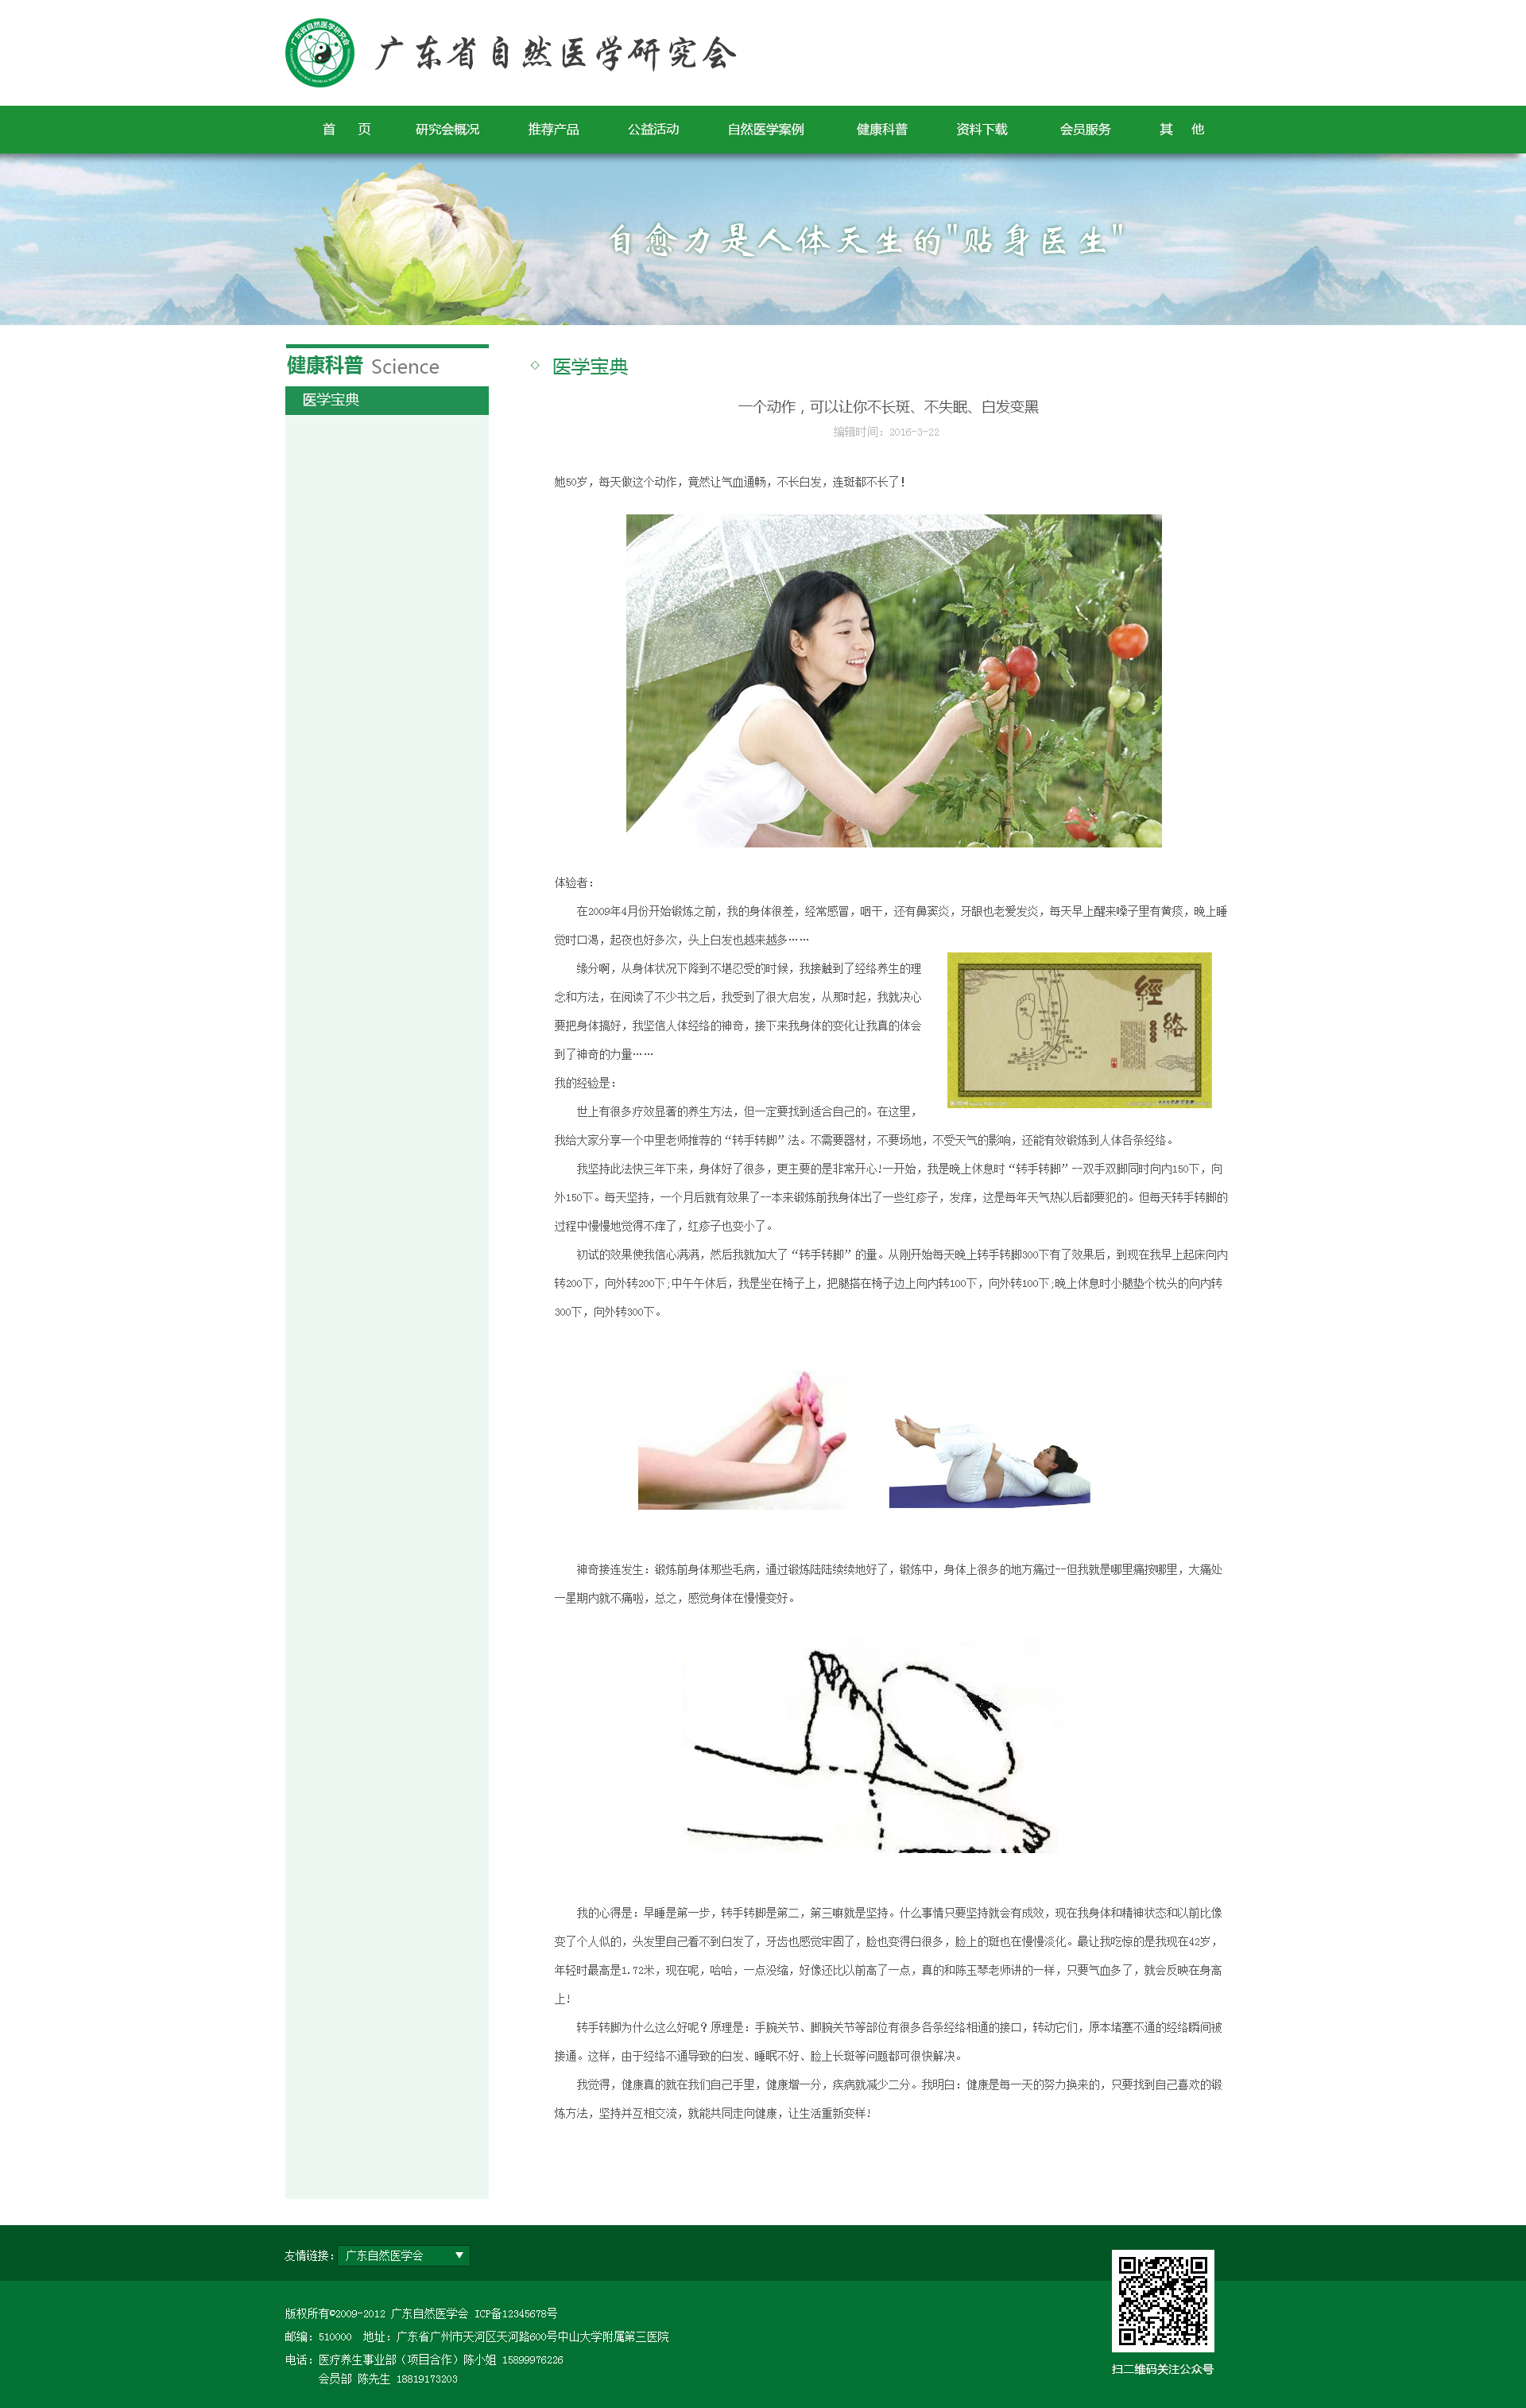 广东省自然医学研究会
首 页 研究会概况 推荐产品 公益活动 自然医学案例 健康科普 资料下载 会员服务 其 他
自愈力是人体天生的"贴身医生"
健康科普 Science
医学宝典
◇ 医学宝典
一个动作，可以让你不长斑、不失眠、白发变黑
编辑时间：2016-3-22
她50岁，每天做这个动作，竟然让气血通畅，不长白发，连斑都不长了！
体验者：
在2009年4月份开始锻炼之前，我的身体很差，经常感冒，咽干，还有鼻窦炎，牙龈也老爱发炎，每天早上醒来嗓子里有黄痰，晚上睡
觉时口渴，起夜也好多次，头上白发也越来越多……
缘分啊，从身体状况下降到不堪忍受的时候，我接触到了经络养生的理
念和方法，在阅读了不少书之后，我受到了很大启发，从那时起，我就决心
要把身体搞好，我坚信人体经络的神奇，接下来我身体的变化让我真的体会
到了神奇的力量……
經
络
我的经验是：
世上有很多疗效显著的养生方法，但一定要找到适合自己的。在这里，
我给大家分享一个中里老师推荐的“转手转脚”法。不需要器材，不要场地，不受天气的影响，还能有效锻炼到人体各条经络。
我坚持此法快三年下来，身体好了很多，更主要的是非常开心!一开始，我是晚上休息时“转手转脚”--双手双脚同时向内150下，向
外150下。每天坚持，一个月后就有效果了--本来锻炼前我身体出了一些红疹子，发痒，这是每年天气热以后都要犯的。但每天转手转脚的
过程中慢慢地觉得不痒了，红疹子也变小了。
初试的效果使我信心满满，然后我就加大了“转手转脚”的量。从刚开始每天晚上转手转脚300下有了效果后，到现在我早上起床向内
转200下，向外转200下;中午午休后，我是坐在椅子上，把腿搭在椅子边上向内转100下，向外转100下;晚上休息时小腿垫个枕头的向内转
300下，向外转300下。
神奇接连发生：锻炼前身体那些毛病，通过锻炼陆陆续续地好了，锻炼中，身体上很多的地方痛过--但我就是哪里痛按哪里，大痛处
一星期内就不痛啦，总之，感觉身体在慢慢变好。
我的心得是：早睡是第一步，转手转脚是第二，第三嘛就是坚持。什么事情只要坚持就会有成效，现在我身体和精神状态和以前比像
变了个人似的，头发里自己看不到白发了，牙齿也感觉牢固了，脸也变得白很多，脸上的斑也在慢慢淡化。最让我吃惊的是我现在42岁，
年轻时最高是1.72米，现在呢，哈哈，一点没缩，好像还比以前高了一点，真的和陈玉琴老师讲的一样，只要气血多了，就会反映在身高
上!
转手转脚为什么这么好呢？原理是：手腕关节、脚腕关节等部位有很多各条经络相通的接口，转动它们，原本堵塞不通的经络瞬间被
接通。这样，由于经络不通导致的白发、睡眠不好、脸上长斑等问题都可很快解决。
我觉得，健康真的就在我们自己手里，健康增一分，疾病就减少二分。我明白：健康是每一天的努力换来的，只要找到自己喜欢的锻
炼方法，坚持并互相交流，就能共同走向健康，让生活重新变样!
友情链接：广东自然医学会 ▼
版权所有©2009-2012 广东自然医学会 ICP备12345678号
邮编：510000 地址：广东省广州市天河区天河路600号中山大学附属第三医院
电话：医疗养生事业部（项目合作）陈小姐 15899976226
会员部 陈先生 18819173203
扫二维码关注公众号